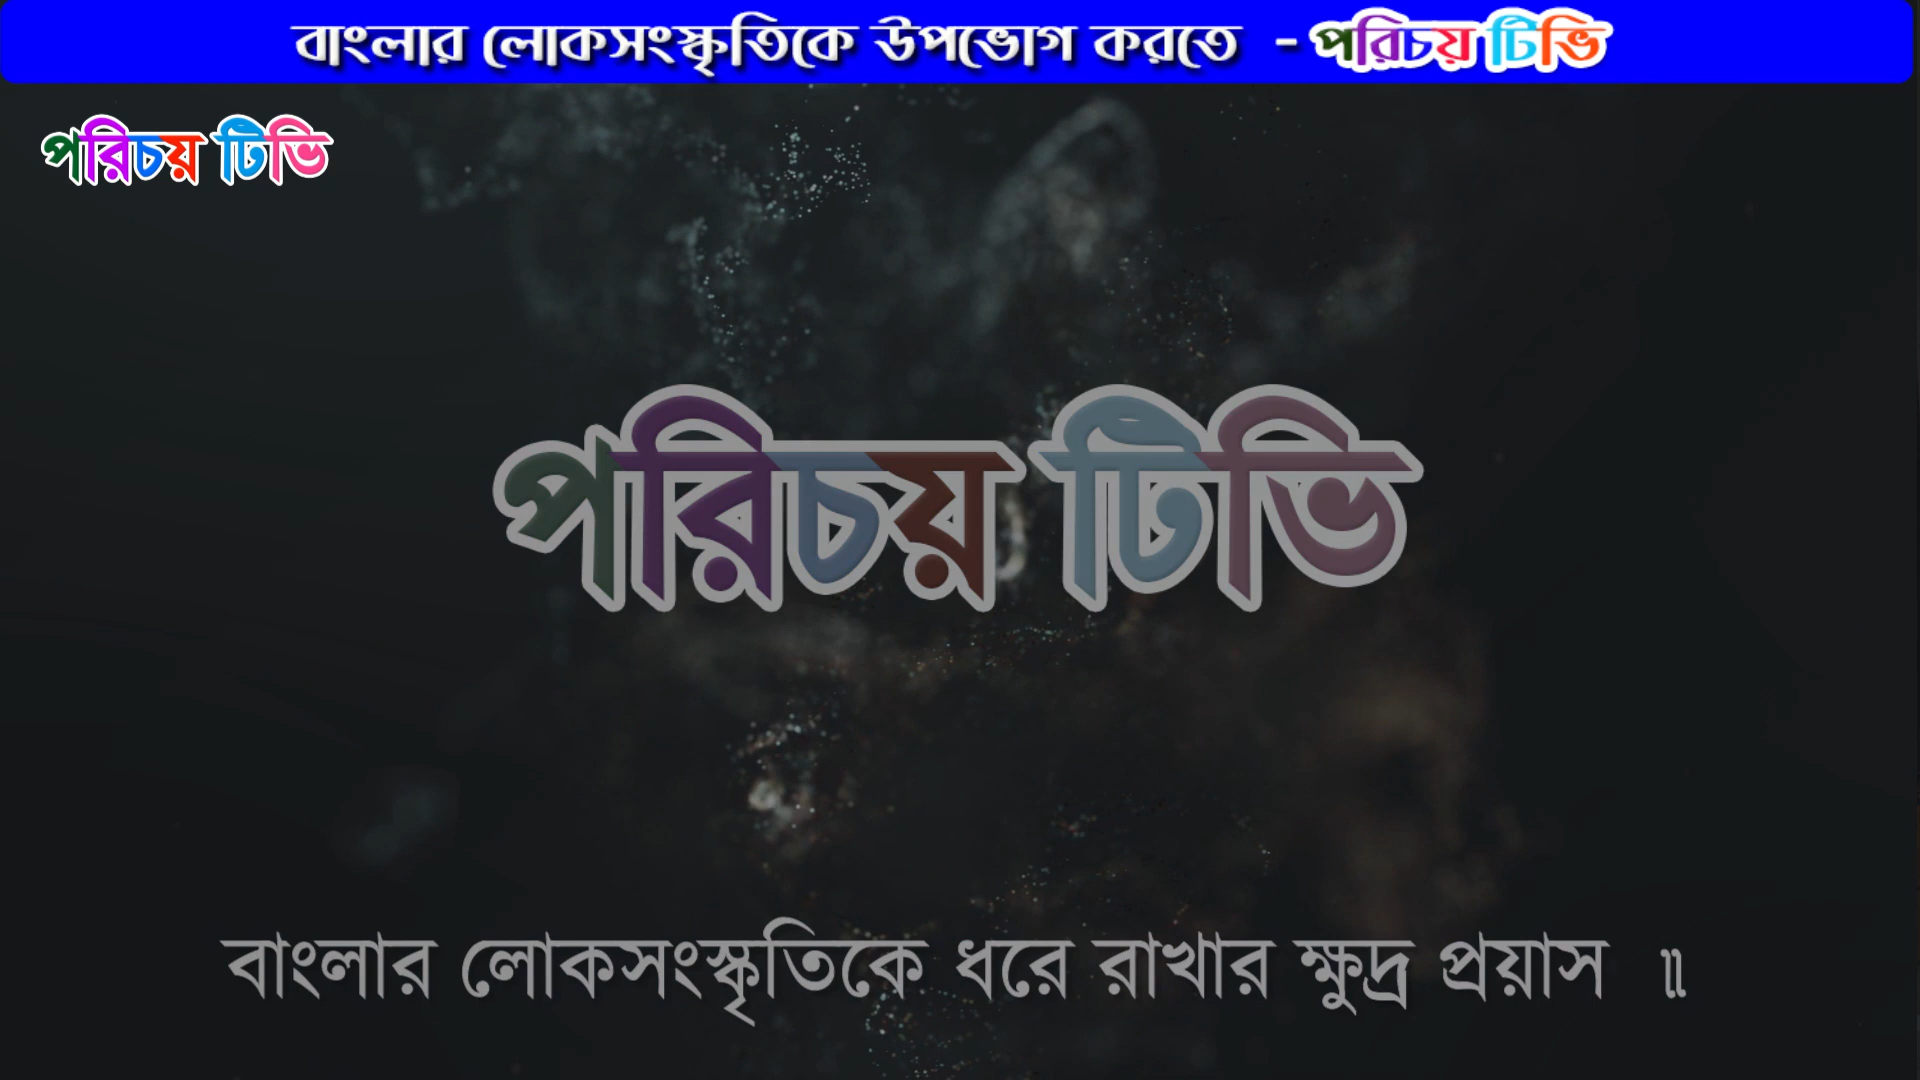 বাংলার লোকসংস্কৃতিকে উপভোগ করতে - পরিচয় টিভি
পরিচয় টিভি
পরিচয় টিভি
বাংলার লোকসংস্কৃতিকে ধরে রাখার ক্ষুদ্র প্রয়াস ॥